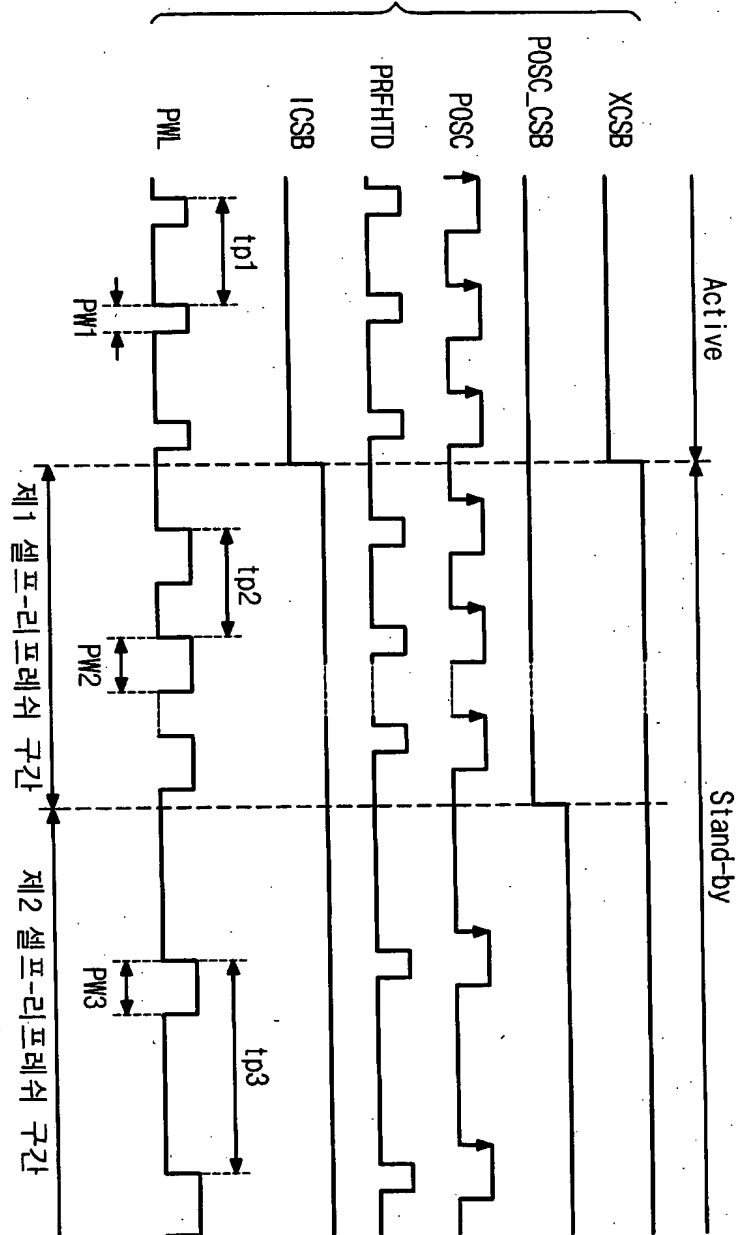 Active
Stand-by
XCSB
POSC_CSB
POSC
PRFHTD
ICSB
PWL
tp1
PW1
tp2
PW2
tp3
PW3
제1 셀프-리프레쉬 구간
제2 셀프-리프레쉬 구간